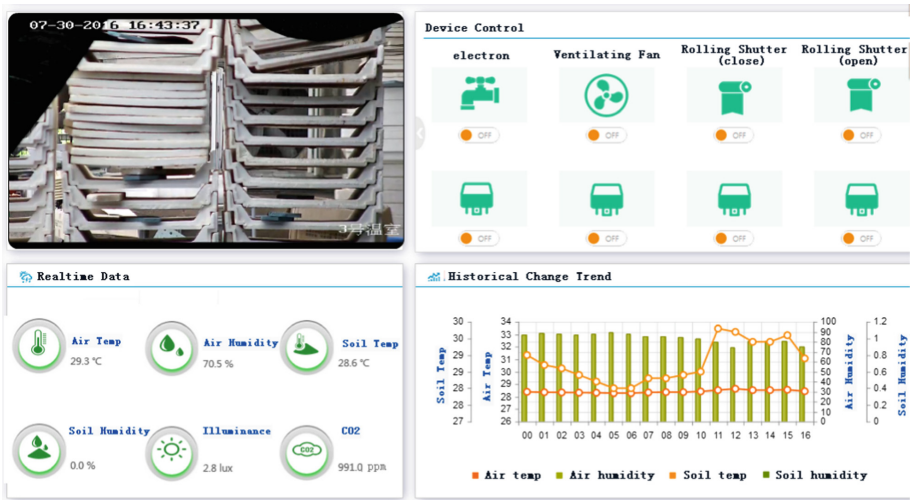 07-30-2016 16:43:37
3号温室
Device Control
electron
Ventilating Fan
Rolling Shutter
(close)
Rolling Shutter
(open)
OFF
OFF
OFF
OFF
OFF
OFF
OFF
OFF
Realtime Data
Air Temp
29.3 ℃
Air Humidity
70.5 %
Soil Temp
28.6 ℃
Soil Humidity
0.0 %
Illuminance
2.8 lux
CO2
CO2
991.0 ppm
Historical Change Trend
Soil Temp
30
30
29
29
28
28
27
Air Temp
34
33
32
31
30
29
28
27
26
100
90
80
70
60
50
40
30
20
10
0
Air Humidity
1.2
1
0.8
0.6
0.4
0.2
0
Soil Humidity
00 01 02 03 04 05 06 07 08 09 10 11 12 13 14 15 16
Air temp Air humidity Soil temp Soil humidity